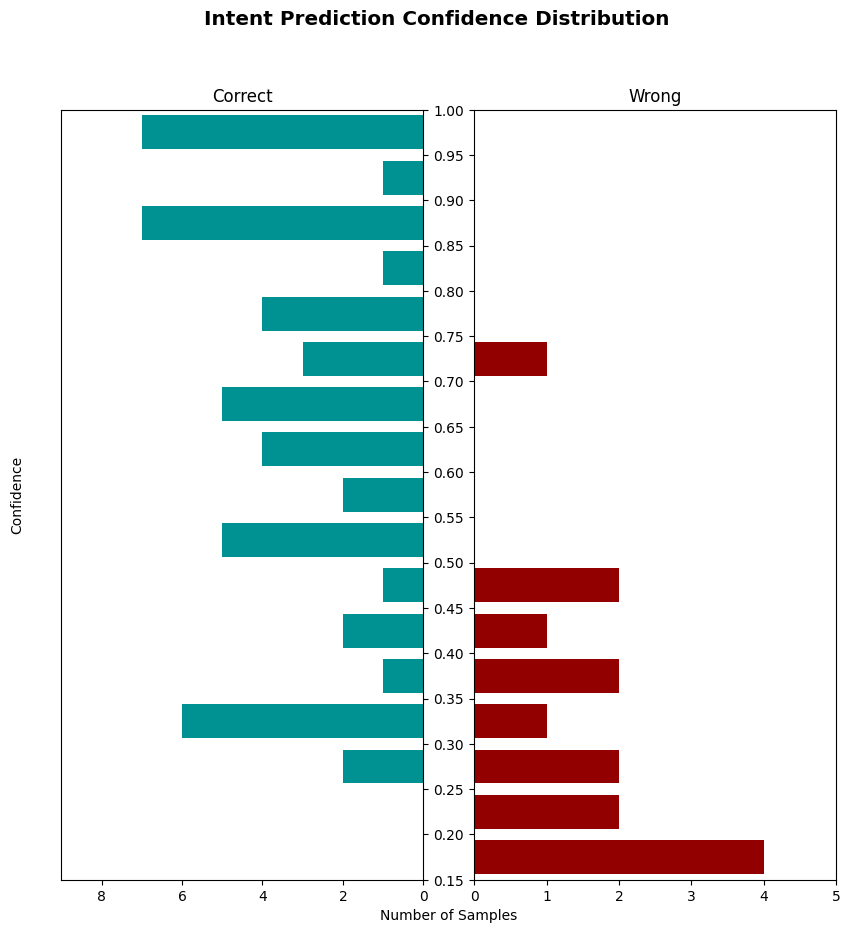 Intent Prediction Confidence Distribution
Correct
Wrong
1.00
0.95
0.90
0.85
0.80
0.75
0.70
0.65
0.60
0.55
0.50
0.45
0.40
0.35
0.30
0.25
0.20
0.15
Confidence
8 6 4 2 0
0 1 2 3 4 5
Number of Samples